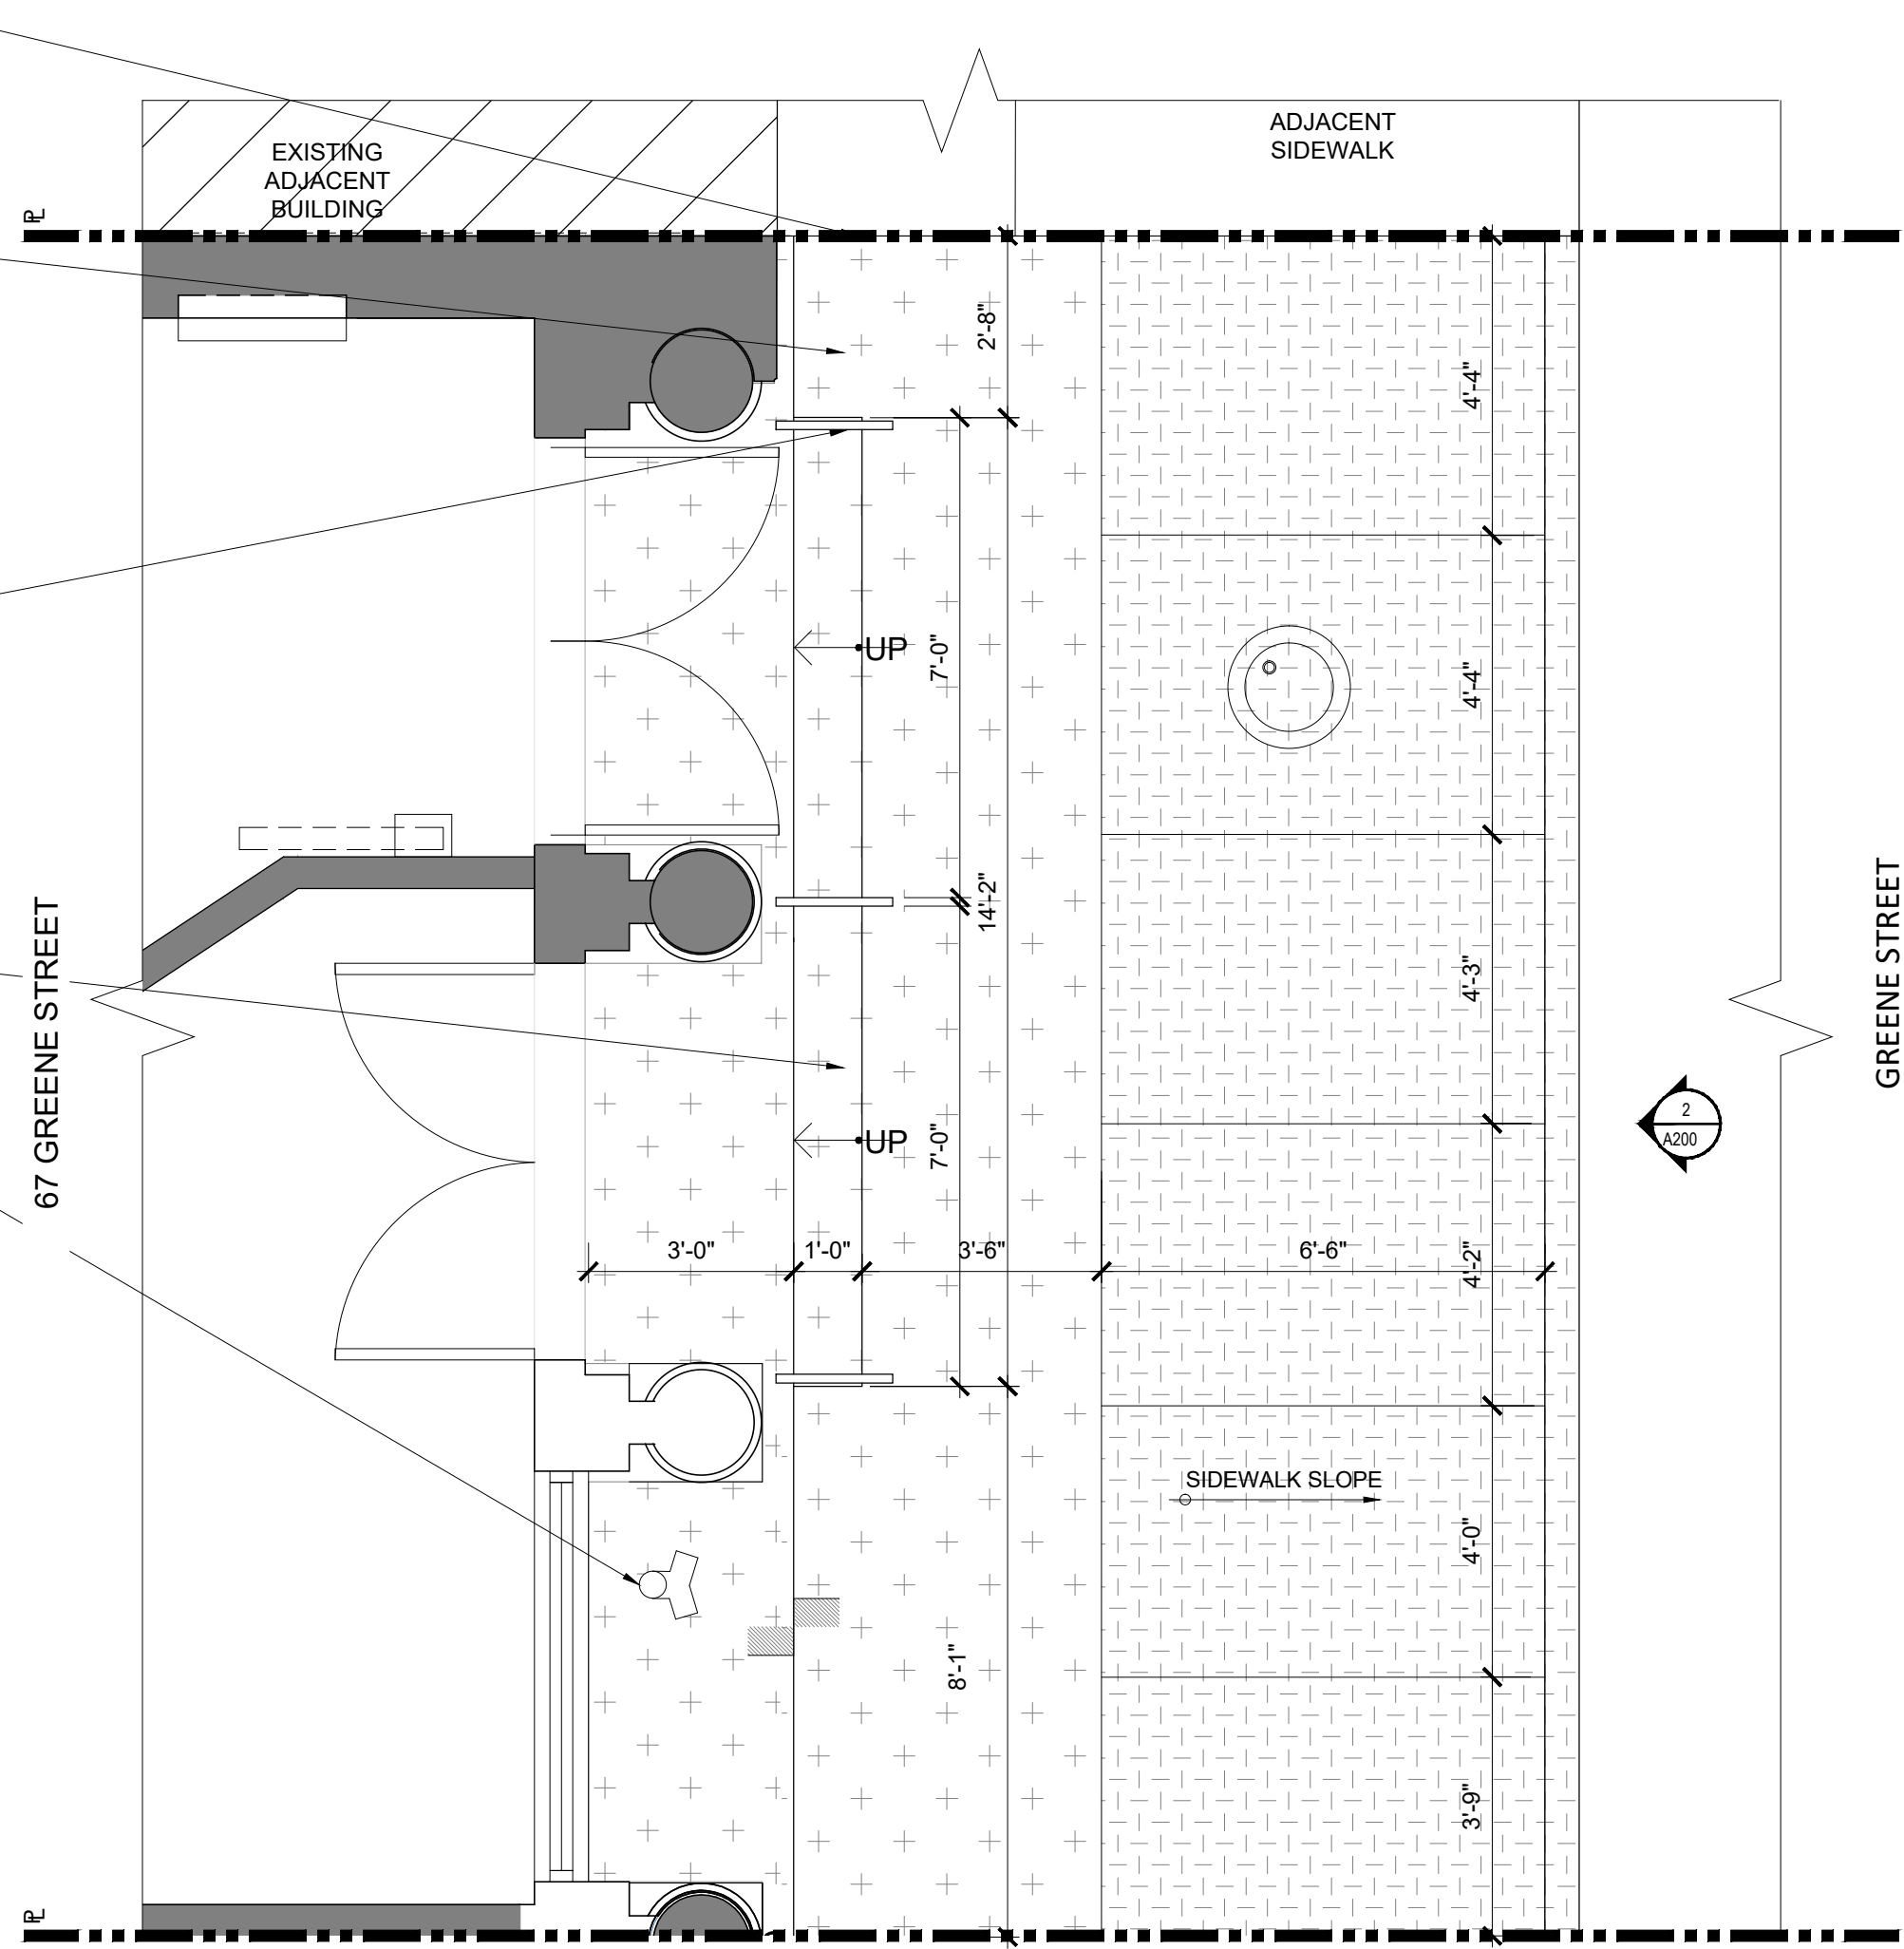 ADJACENT
SIDEWALK
EXISTING
ADJACENT
BUILDING
PL
2'-8"
4'-4"
UP
7'-0"
4'-4"
14'-2"
4'-3"
67 GREENE STREET
GREENE STREET
2
A200
UP
7'-0"
3'-0"
1'-0"
3'-6"
6'-6"
4'-2"
SIDEWALK SLOPE
4'-0"
8'-1"
3'-9"
PL